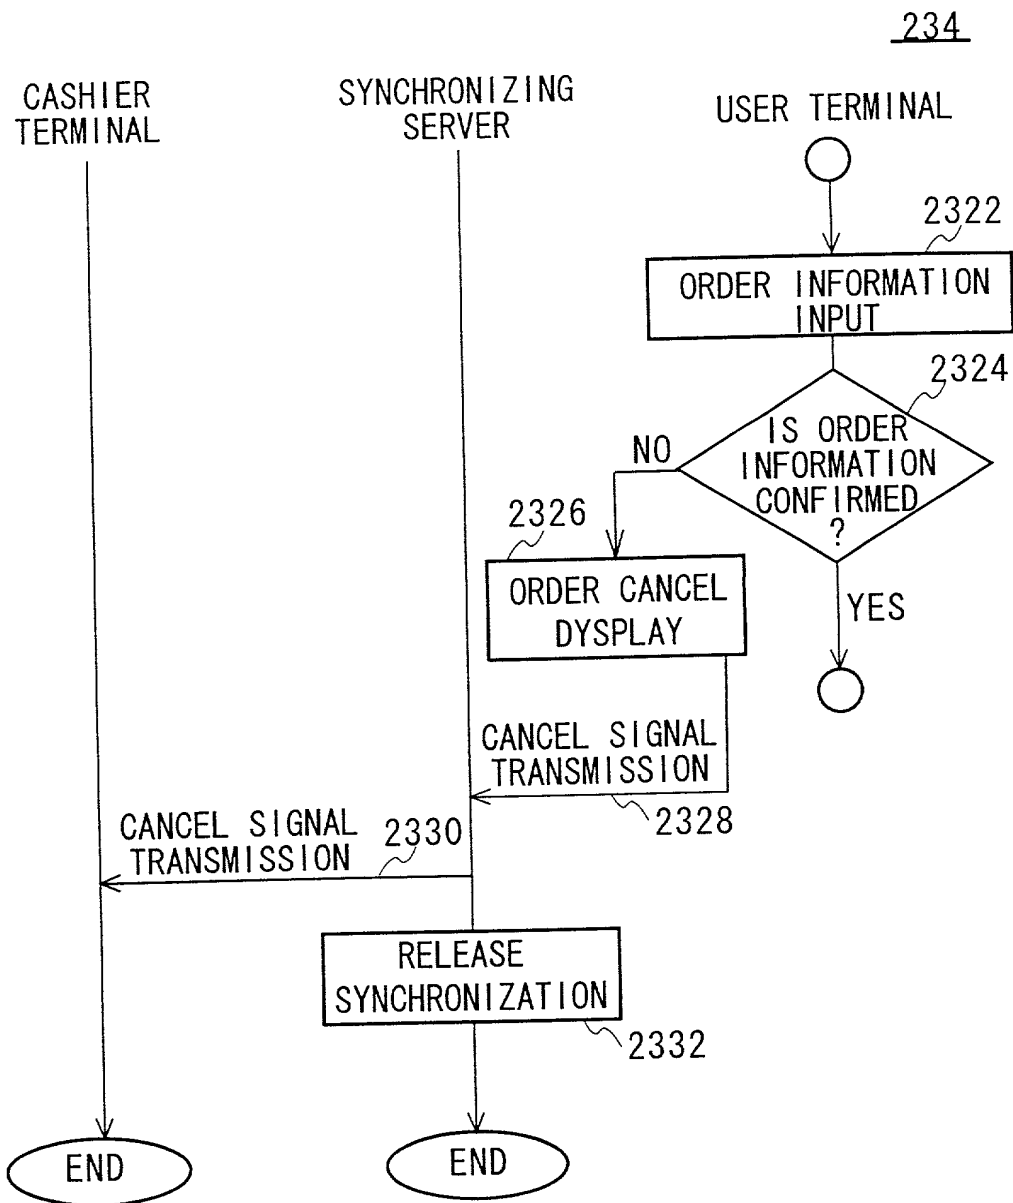 234
CASHIER
TERMINAL
SYNCHRONIZING
SERVER
USER TERMINAL
2322
ORDER INFORMATION
INPUT
2324
IS ORDER
INFORMATION
CONFIRMED
?
NO
YES
2326
ORDER CANCEL
DYSPLAY
CANCEL SIGNAL
TRANSMISSION
2328
CANCEL SIGNAL
TRANSMISSION
2330
RELEASE
SYNCHRONIZATION
2332
END
END